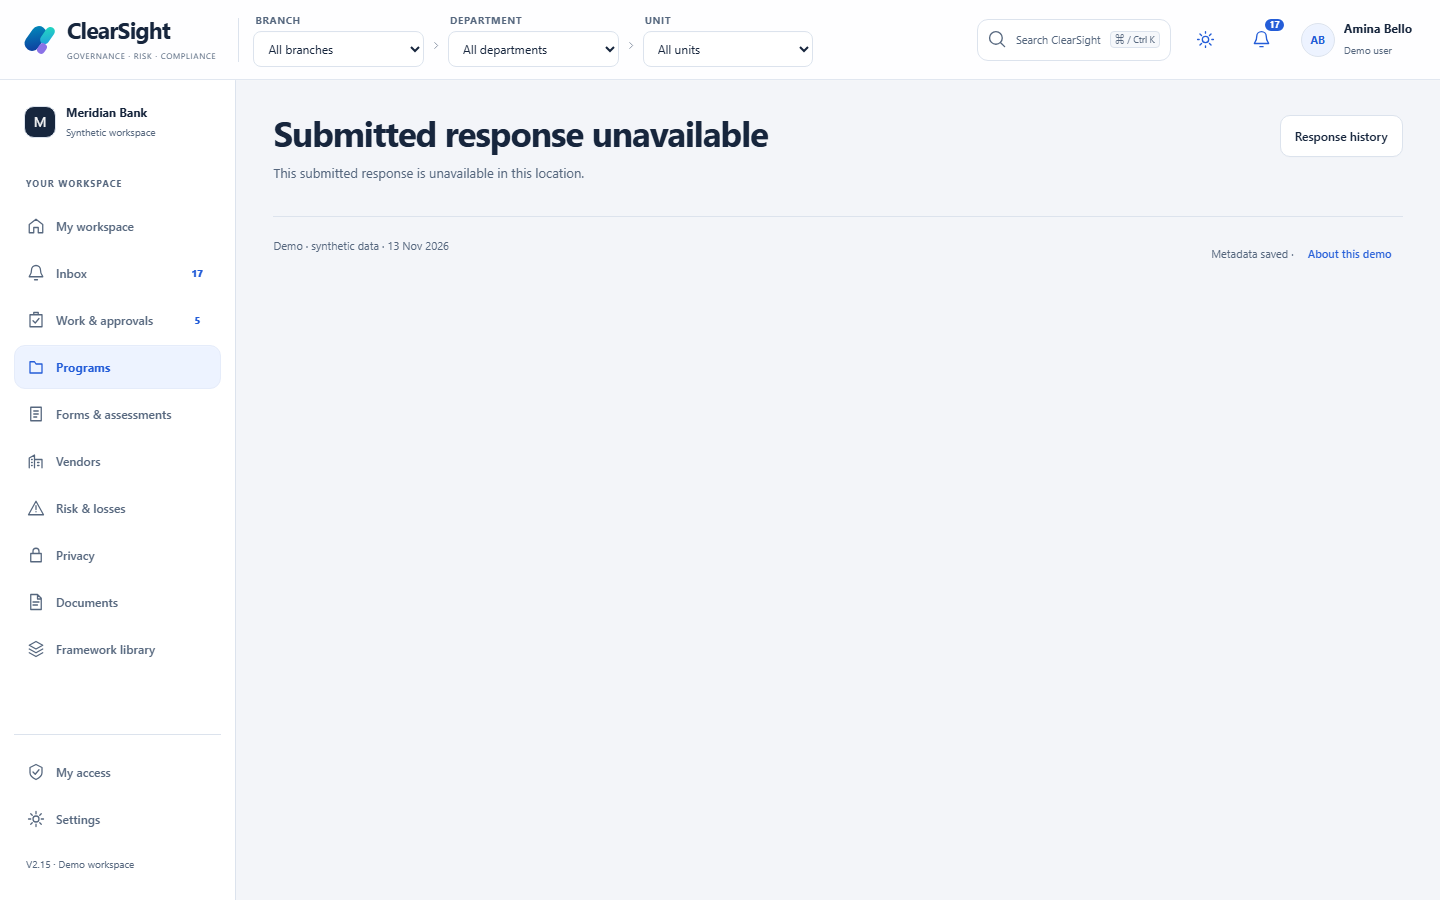 ClearSight
GOVERNANCE · RISK · COMPLIANCE
BRANCH
All branches
DEPARTMENT
All departments
UNIT
All units
Search ClearSight
⌘ / Ctrl K
17
AB
Amina Bello
Demo user
M
Meridian Bank
Synthetic workspace
YOUR WORKSPACE
My workspace
Inbox 17
Work & approvals 5
Programs
Forms & assessments
Vendors
Risk & losses
Privacy
Documents
Framework library
My access
Settings
V2.15 · Demo workspace
Submitted response unavailable
This submitted response is unavailable in this location.
Response history
Demo · synthetic data · 13 Nov 2026
Metadata saved · About this demo